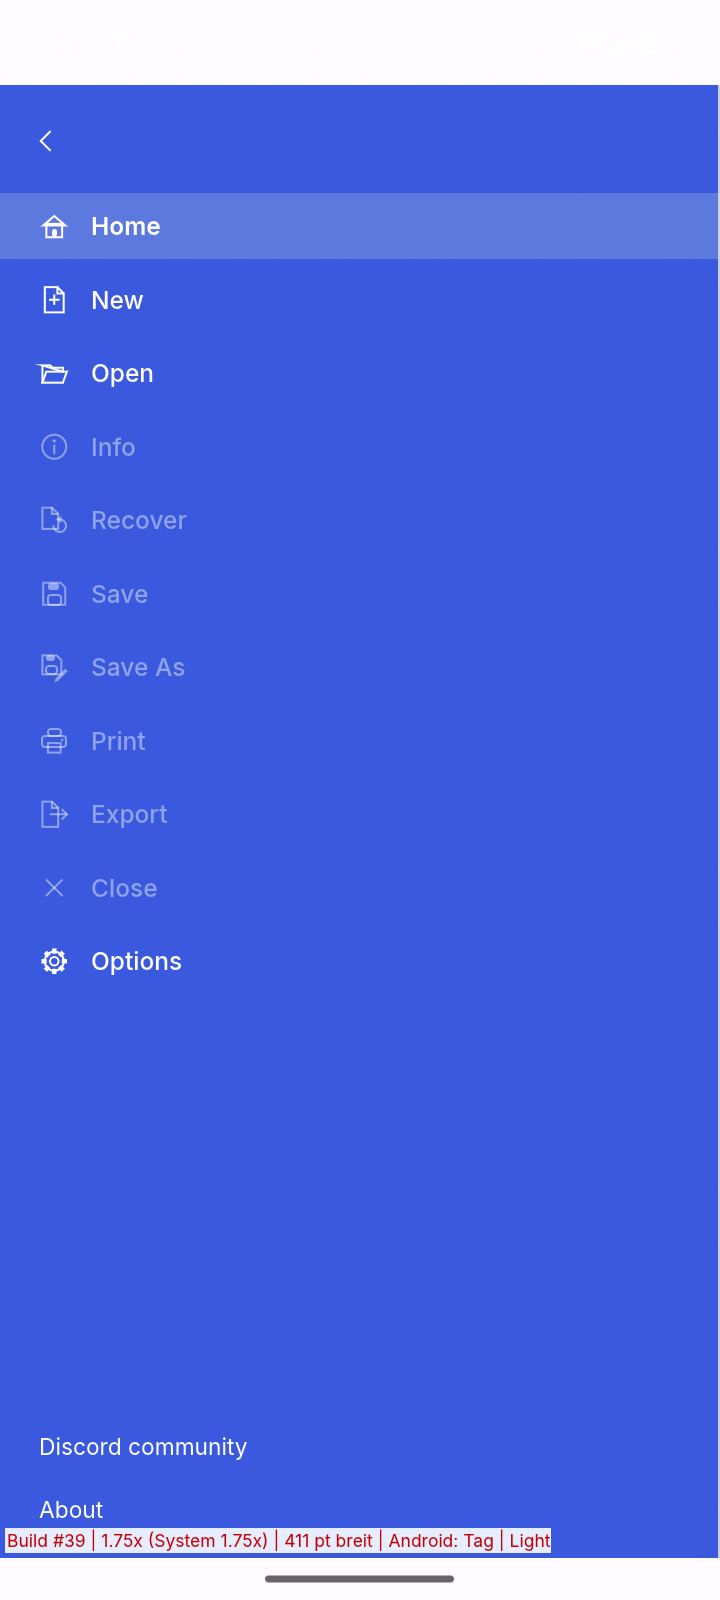 Home
New
Open
Info
Recover
Save
Save As
Print
Export
Close
Options
Discord community
About
Build #39 | 1.75x (System 1.75x) | 411 pt breit | Android: Tag | Light